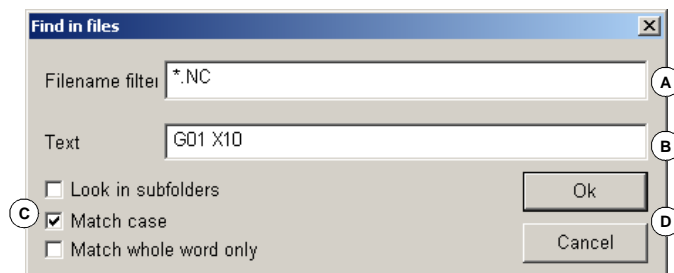 Find in files
Filename filter *.NC A
Text G01 X10 B
Look in subfolders Ok
C Match case D
Match whole word only Cancel